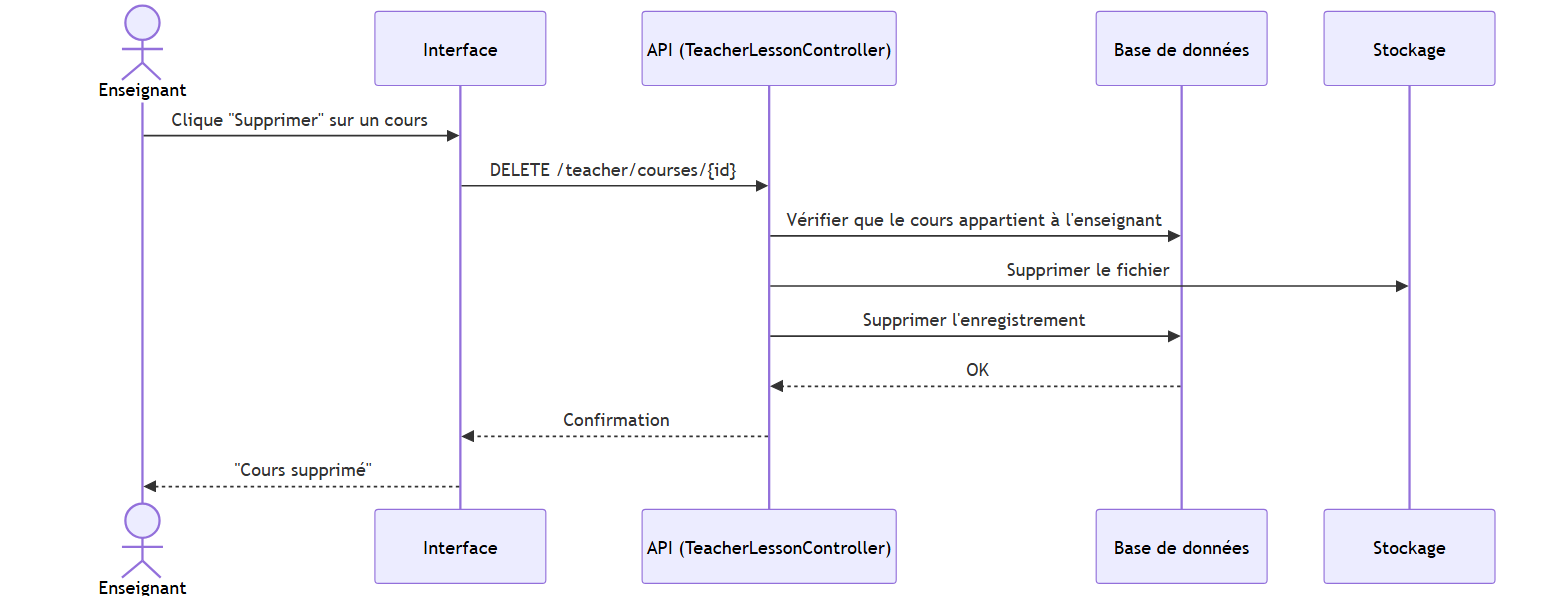 Enseignant
Interface
API (TeacherLessonController)
Base de données
Stockage
Clique "Supprimer" sur un cours
DELETE /teacher/courses/{id}
Vérifier que le cours appartient à l'enseignant
Supprimer le fichier
Supprimer l'enregistrement
OK
Confirmation
"Cours supprimé"
Enseignant
Interface
API (TeacherLessonController)
Base de données
Stockage